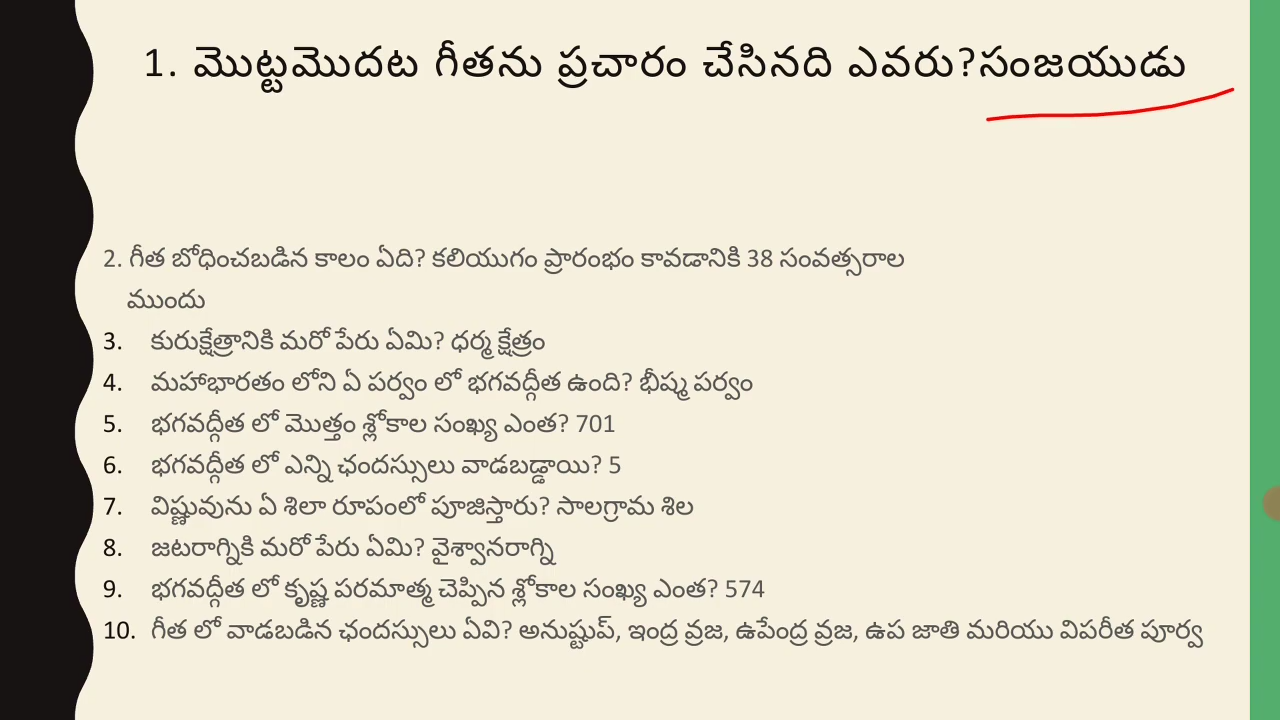 1. మొట్టమొదట గీతను ప్రచారం చేసినది ఎవరు?సంజయుడు
2. గీత బోధించబడిన కాలం ఏది? కలియుగం ప్రారంభం కావడానికి 38 సంవత్సరాల
ముందు
3. కురుక్షేత్రానికి మరో పేరు ఏమి? ధర్మ క్షేత్రం
4. మహాభారతం లోని ఏ పర్వం లో భగవద్గీత ఉంది? భీష్మ పర్వం
5. భగవద్గీత లో మొత్తం శ్లోకాల సంఖ్య ఎంత? 701
6. భగవద్గీత లో ఎన్ని ఛందస్సులు వాడబడ్డాయి? 5
7. విష్ణువును ఏ శిలా రూపంలో పూజిస్తారు? సాలగ్రామ శిల
8. జటరాగ్నికి మరో పేరు ఏమి? వైశ్వానరాగ్ని
9. భగవద్గీత లో కృష్ణ పరమాత్మ చెప్పిన శ్లోకాల సంఖ్య ఎంత? 574
10. గీత లో వాడబడిన ఛందస్సులు ఏవి? అనుష్టుప్, ఇంద్ర వ్రజ, ఉపేంద్ర వ్రజ, ఉప జాతి మరియు విపరీత పూర్వ